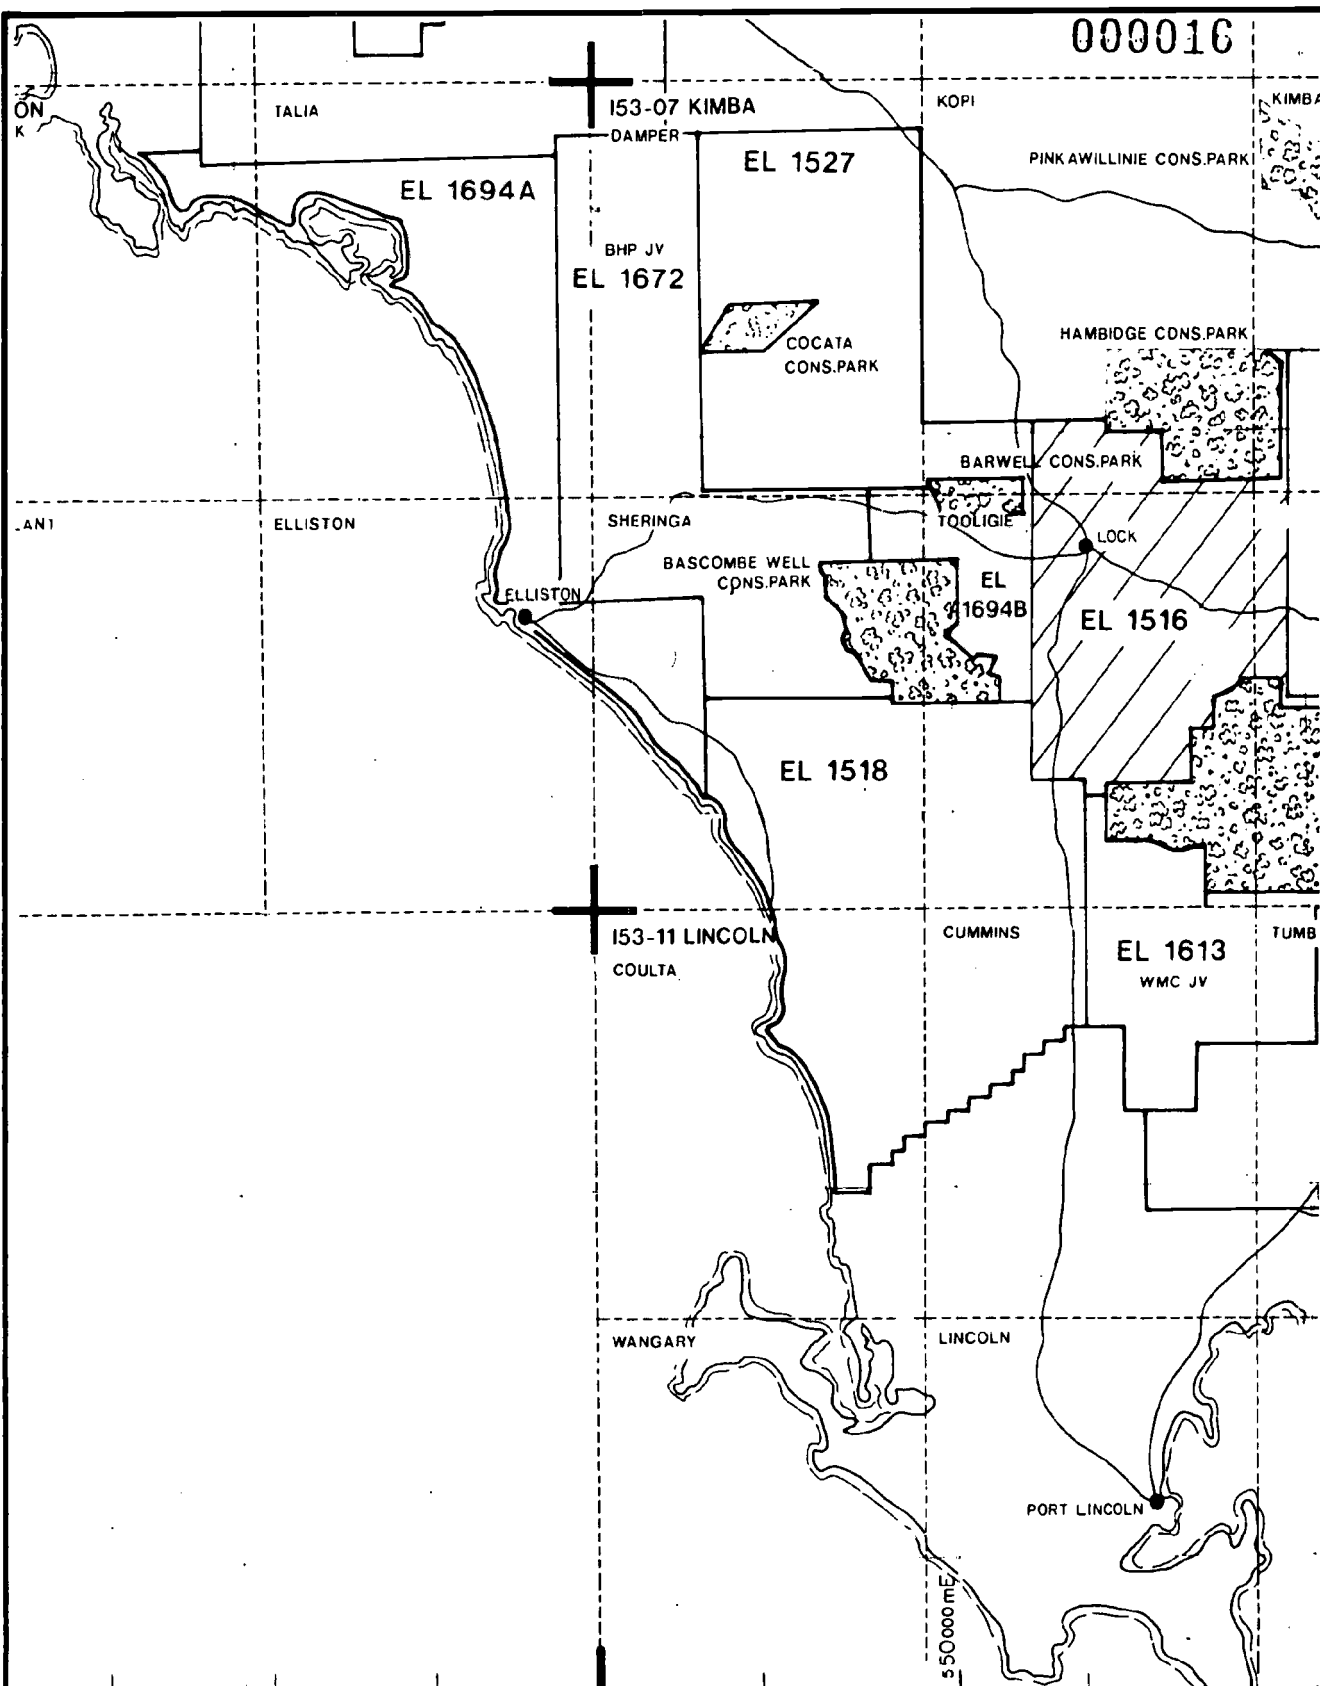 000016
ON
K
TALIA
I53-07 KIMBA
KOPI
KIMBA
DAMPER
EL 1527
PINKAWILLINIE CONS.PARK
EL 1694A
BHP JV
EL 1672
HAMBIDGE CONS.PARK
COCATA
CONS.PARK
BARWELL CONS.PARK
ELLISTON
SHERINGA
TOOLIGIE
LOCK
BASCOMBE WELL
CONS.PARK
EL
1694B
ELLISTON
EL 1516
EL 1518
I53-11 LINCOLN
COULTA
CUMMINS
TUMB
EL 1613
WMC JV
WANGARY
LINCOLN
PORT LINCOLN
550000mE